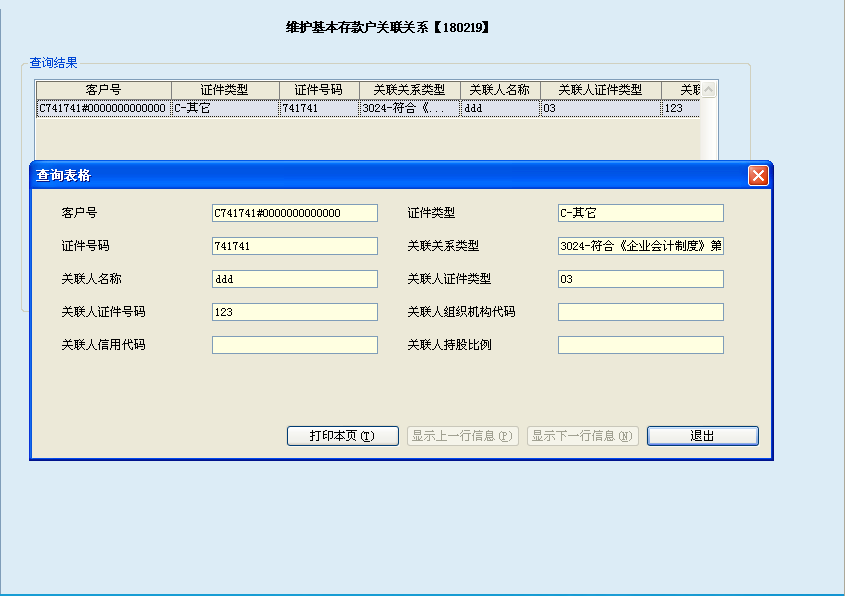 维护基本存款户关联关系【180219】
查询结果
客户号 证件类型 证件号码 关联关系类型 关联人名称 关联人证件类型 关联
C741741#0000000000000 C-其它 741741 3024-符合《... ddd 03 123
查询表格
客户号 C741741#0000000000000 证件类型 C-其它
证件号码 741741 关联关系类型 3024-符合《企业会计制度》第
关联人名称 ddd 关联人证件类型 03
关联人证件号码 123 关联人组织机构代码
关联人信用代码 关联人持股比例
打印本页(T) 显示上一行信息(P) 显示下一行信息(N) 退出